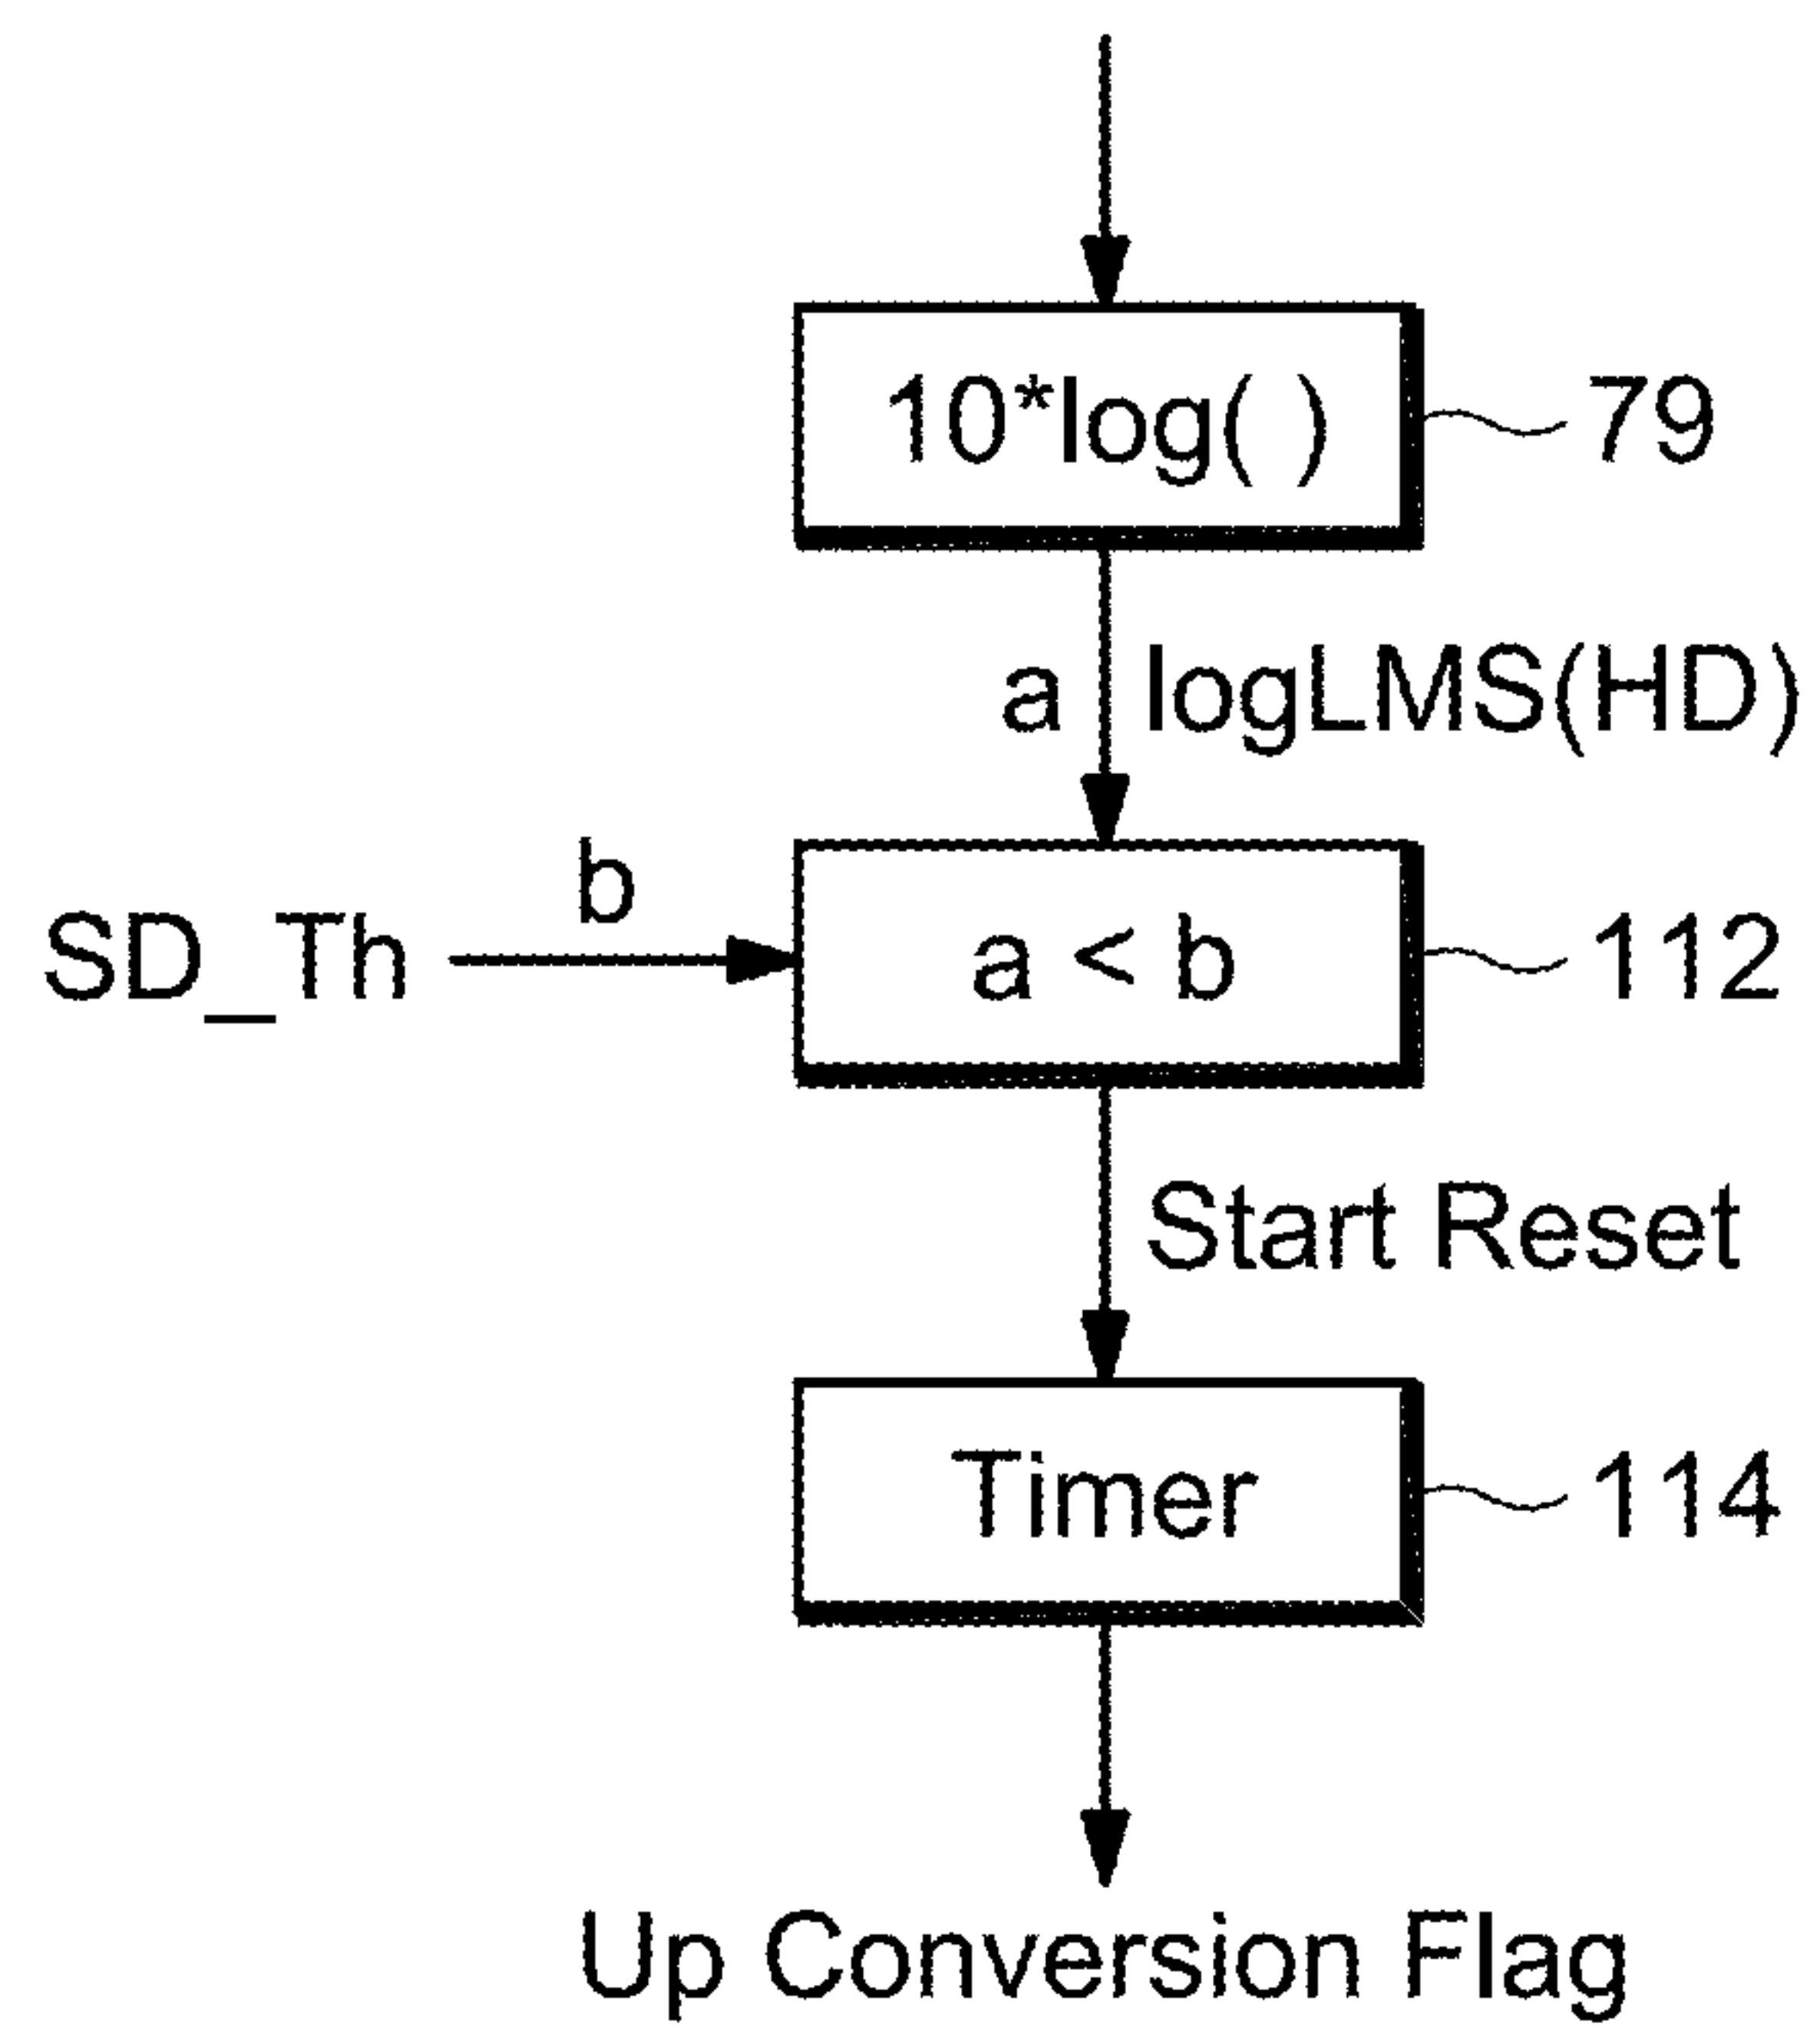 10*log( ) 79
a logLMS(HD)
b
SD_Th a < b 112
Start Reset
Timer 114
Up Conversion Flag